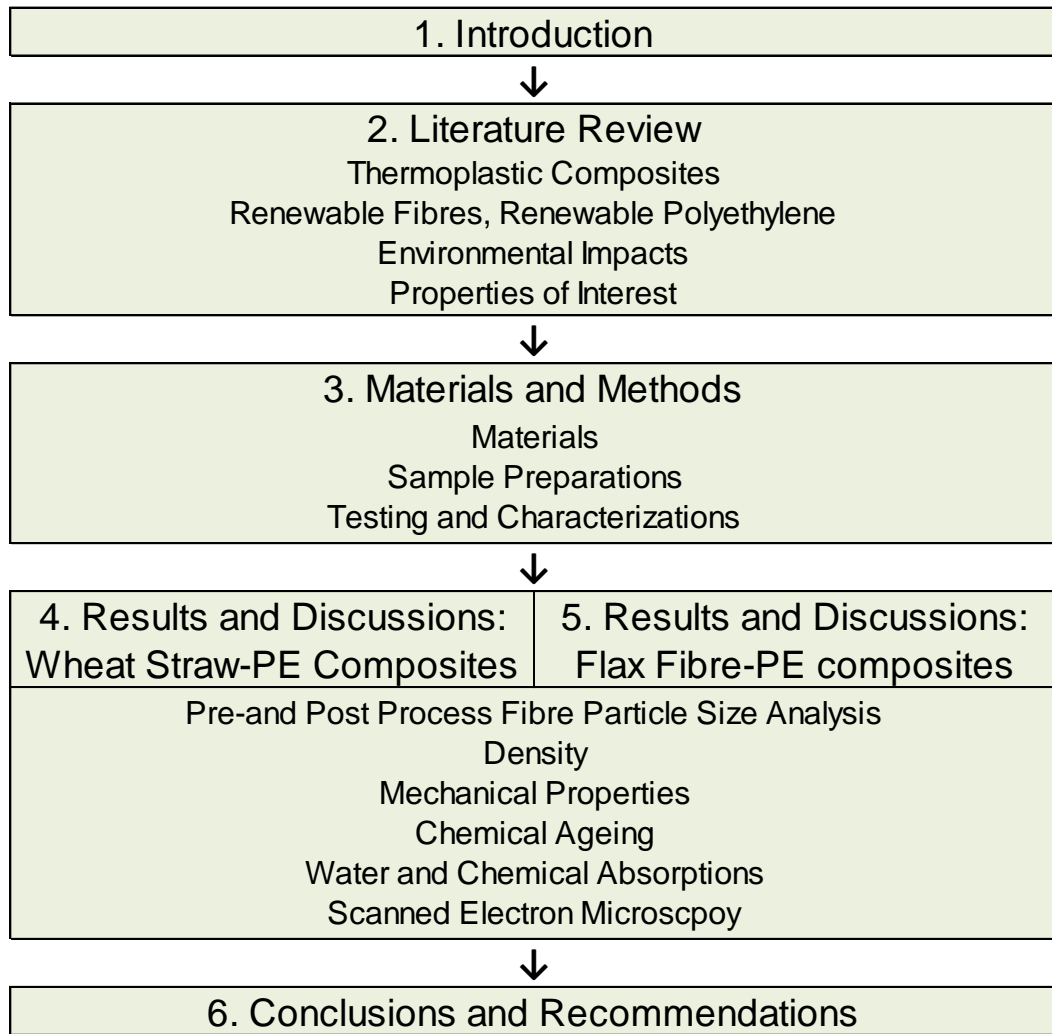 1. Introduction
↓
2. Literature Review
Thermoplastic Composites
Renewable Fibres, Renewable Polyethylene
Environmental Impacts
Properties of Interest
↓
3. Materials and Methods
Materials
Sample Preparations
Testing and Characterizations
↓
4. Results and Discussions:
Wheat Straw-PE Composites
5. Results and Discussions:
Flax Fibre-PE composites
Pre-and Post Process Fibre Particle Size Analysis
Density
Mechanical Properties
Chemical Ageing
Water and Chemical Absorptions
Scanned Electron Microscpoy
↓
6. Conclusions and Recommendations